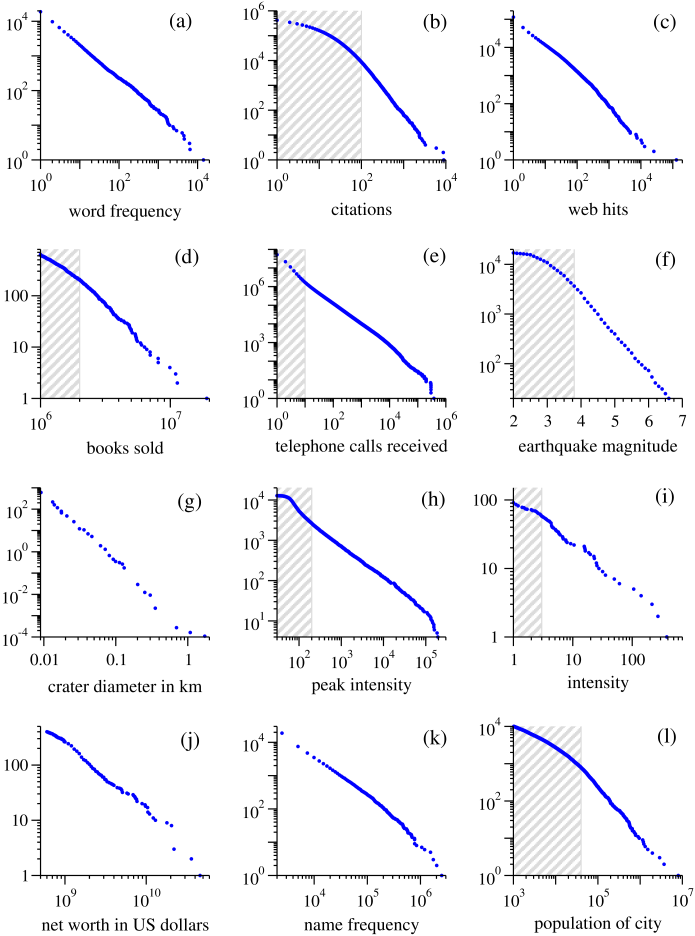 (a)
10^4
10^2
10^0
10^0 10^2 10^4
word frequency
(b)
10^6
10^4
10^2
10^0
10^0 10^2 10^4
citations
(c)
10^4
10^2
10^0
10^0 10^2 10^4
web hits
(d)
100
10
1
10^6 10^7
books sold
(e)
10^6
10^3
10^0
10^0 10^2 10^4 10^6
telephone calls received
(f)
10^4
10^3
10^2
2 3 4 5 6 7
earthquake magnitude
(g)
10^2
10^0
10^-2
10^-4
0.01 0.1 1
crater diameter in km
(h)
10^4
10^3
10^2
10^1
10^2 10^3 10^4 10^5
peak intensity
(i)
100
10
1
1 10 100
intensity
(j)
100
10
1
10^9 10^10
net worth in US dollars
(k)
10^4
10^2
10^0
10^4 10^5 10^6
name frequency
(l)
10^4
10^2
10^0
10^3 10^5 10^7
population of city